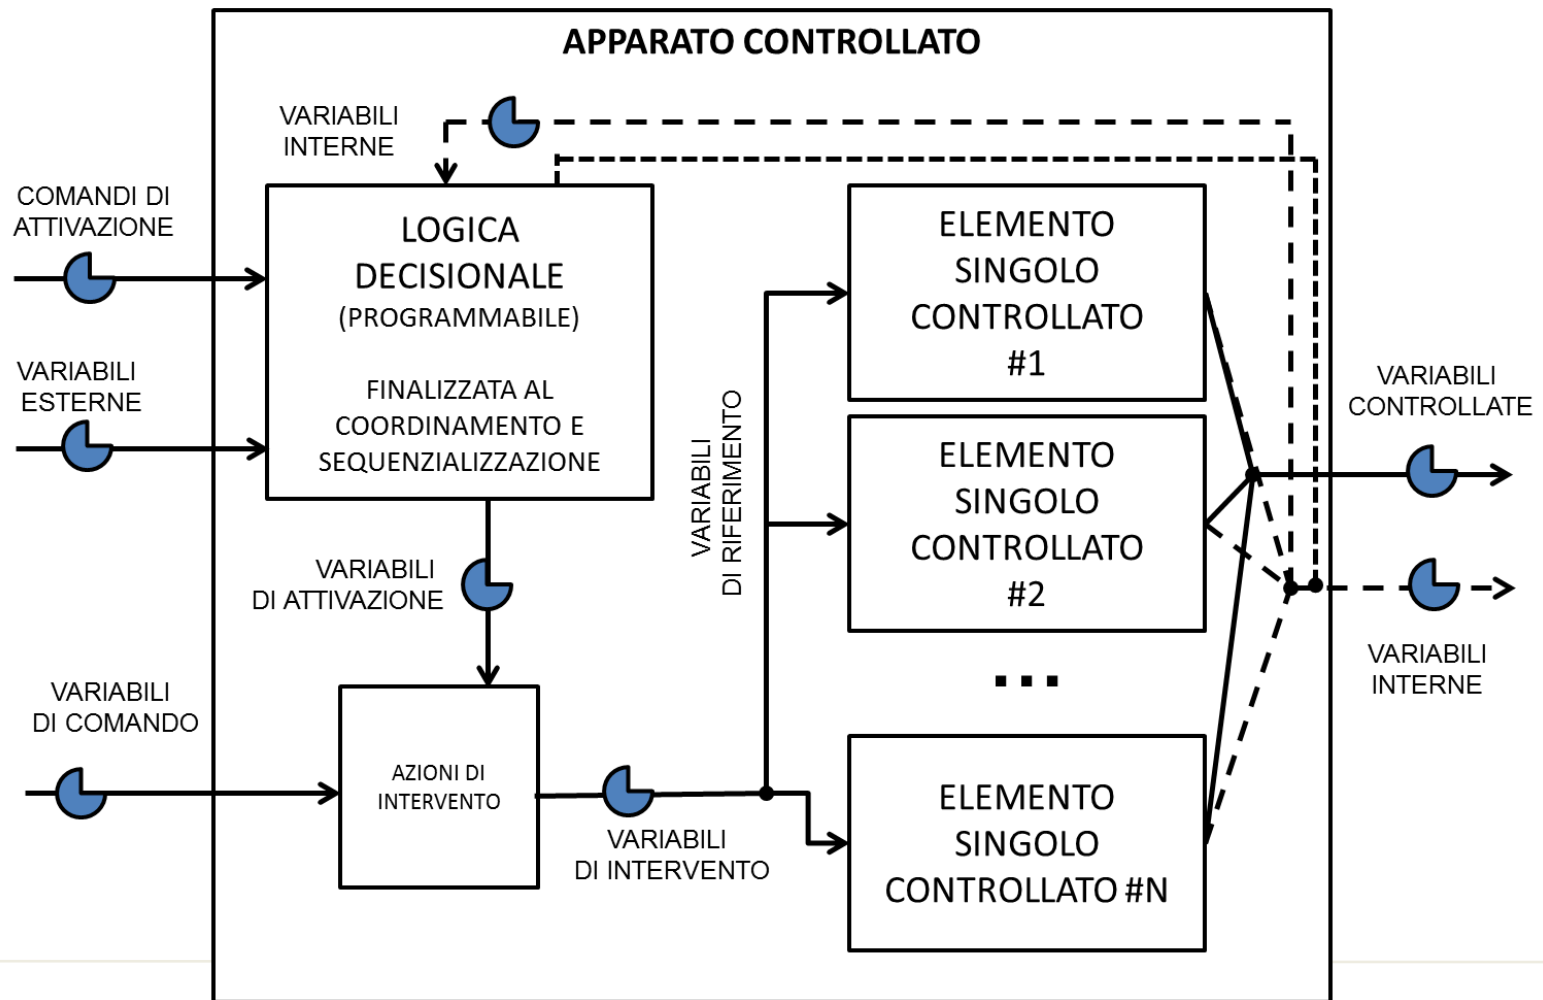 APPARATO CONTROLLATO
VARIABILI
INTERNE
COMANDI DI
ATTIVAZIONE
LOGICA
DECISIONALE
(PROGRAMMABILE)
FINALIZZATA AL
COORDINAMENTO E
SEQUENZIALIZZAZIONE
VARIABILI
ESTERNE
VARIABILI
DI ATTIVAZIONE
VARIABILI
DI COMANDO
AZIONI DI
INTERVENTO
VARIABILI
DI INTERVENTO
VARIABILI
DI RIFERIMENTO
ELEMENTO
SINGOLO
CONTROLLATO
#1
ELEMENTO
SINGOLO
CONTROLLATO
#2
...
ELEMENTO
SINGOLO
CONTROLLATO #N
VARIABILI
CONTROLLATE
VARIABILI
INTERNE